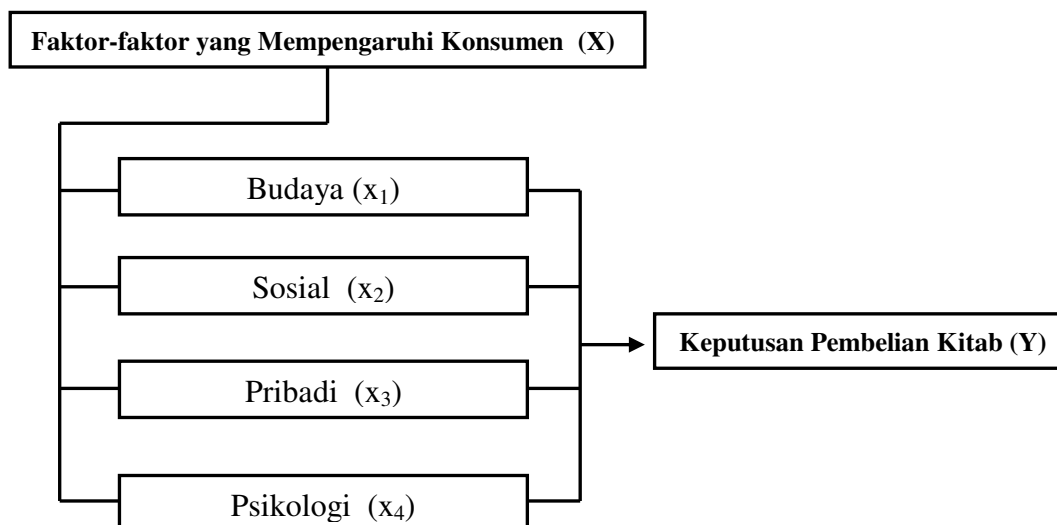 Faktor-faktor yang Mempengaruhi Konsumen (X)
Budaya (x₁)
Sosial (x₂)
Keputusan Pembelian Kitab (Y)
Pribadi (x₃)
Psikologi (x₄)